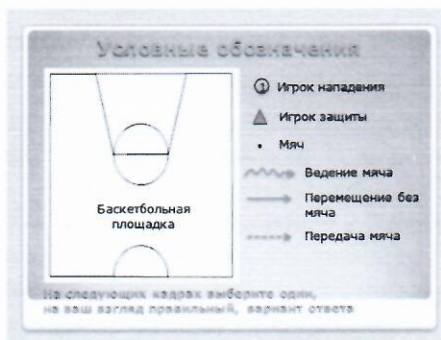 Условные обозначения
1 Игрок нападения
Игрок защиты
Мяч
Ведение мяча
Перемещение без
мяча
Передача мяча
Баскетбольная
площадка
На следующих кадрах выберите один,
на ваш взгляд правильный, вариант ответа